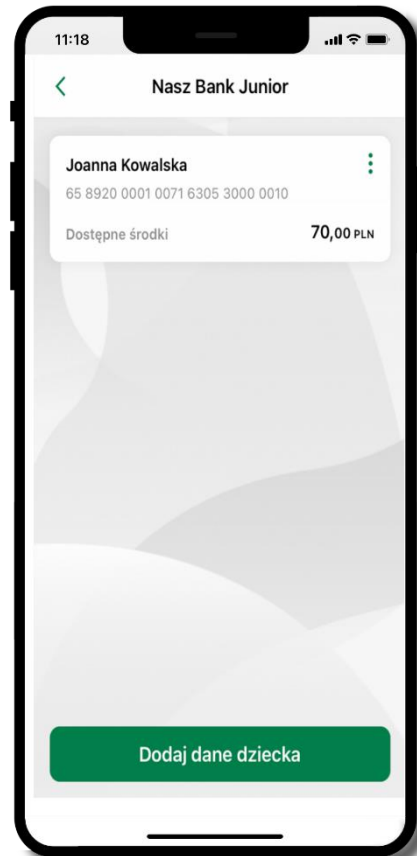 11:18
Nasz Bank Junior
Joanna Kowalska
65 8920 0001 0071 6305 3000 0010
Dostępne środki 70,00 PLN
Dodaj dane dziecka